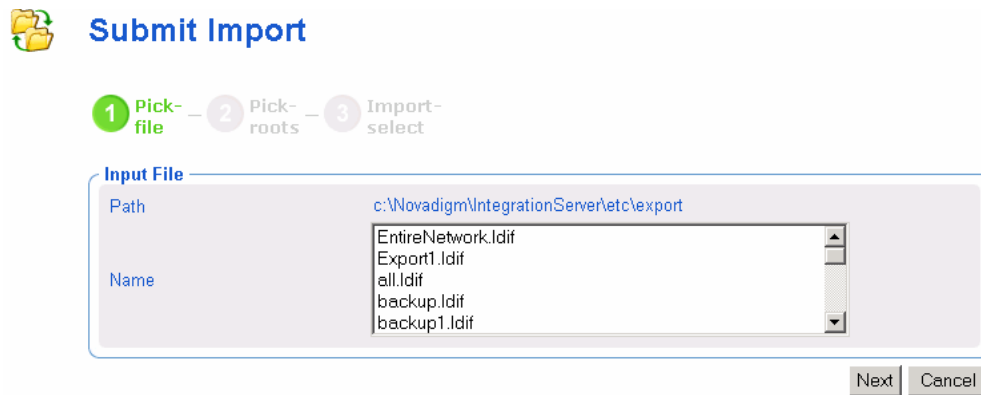 Submit Import
1 Pick-file – 2 Pick-roots – 3 Import-select
Input File
Path c:\Novadigm\IntegrationServer\etc\export
Name
EntireNetwork.ldif
Export1.ldif
all.ldif
backup.ldif
backup1.ldif
Next Cancel